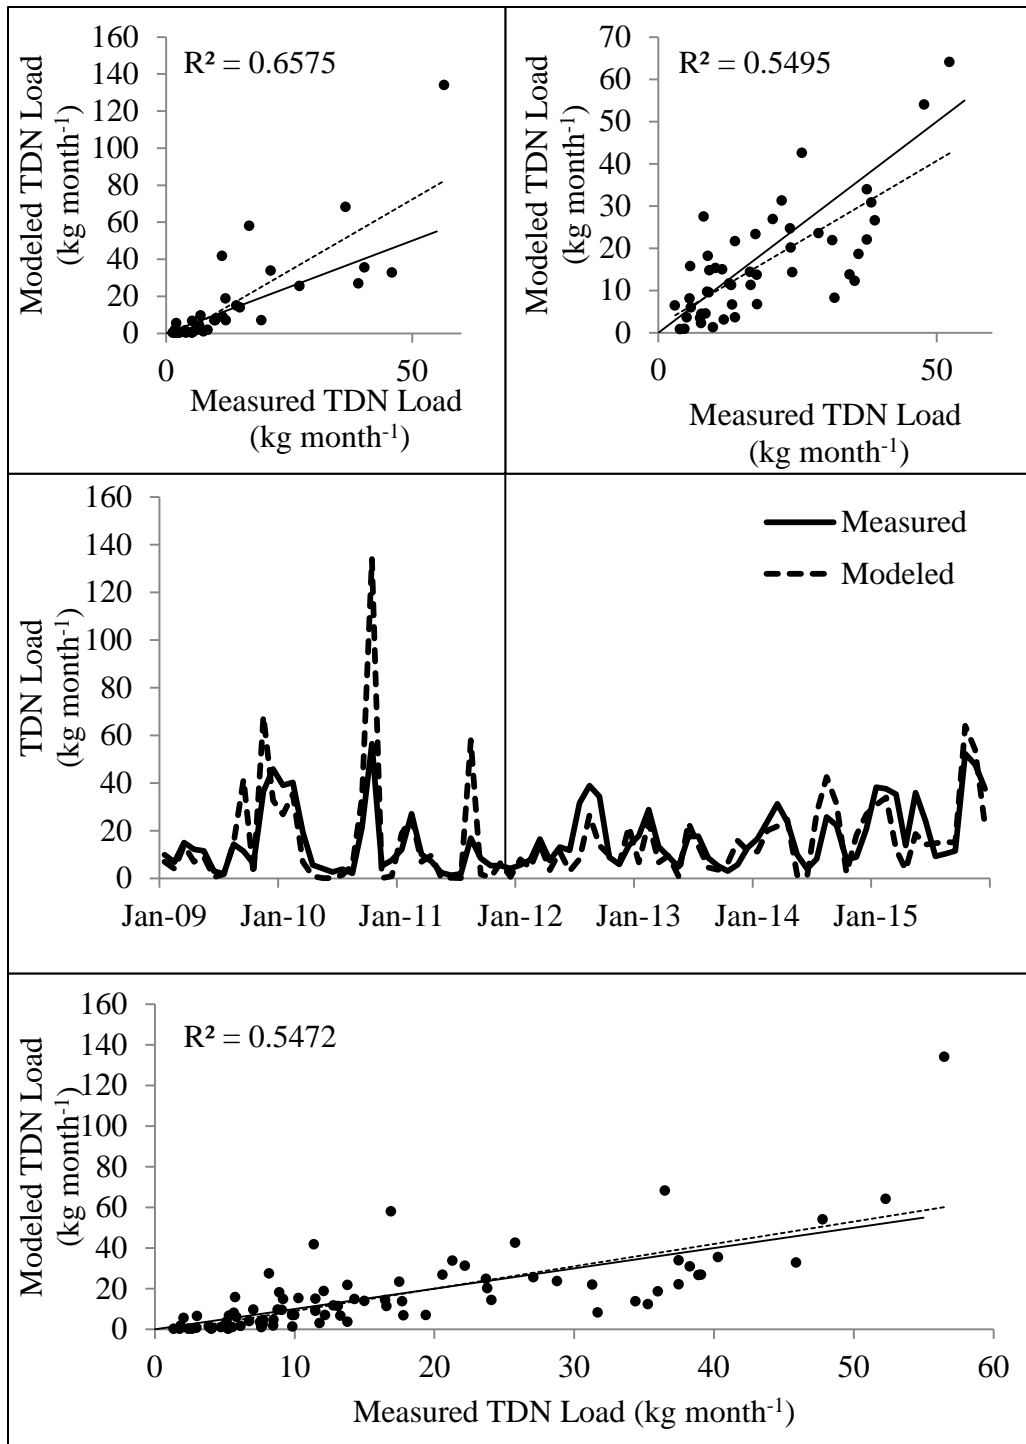 Modeled TDN Load
(kg month⁻¹)
160
140
120
100
80
60
40
20
0
R² = 0.6575
0 50
Measured TDN Load
(kg month⁻¹)
Modeled TDN Load
(kg month⁻¹)
70
60
50
40
30
20
10
0
R² = 0.5495
0 50
Measured TDN Load
(kg month⁻¹)
TDN Load
(kg month⁻¹)
160
140
120
100
80
60
40
20
0
Measured
Modeled
Jan-09 Jan-10 Jan-11 Jan-12 Jan-13 Jan-14 Jan-15
Modeled TDN Load
(kg month⁻¹)
160
140
120
100
80
60
40
20
0
R² = 0.5472
0 10 20 30 40 50 60
Measured TDN Load (kg month⁻¹)